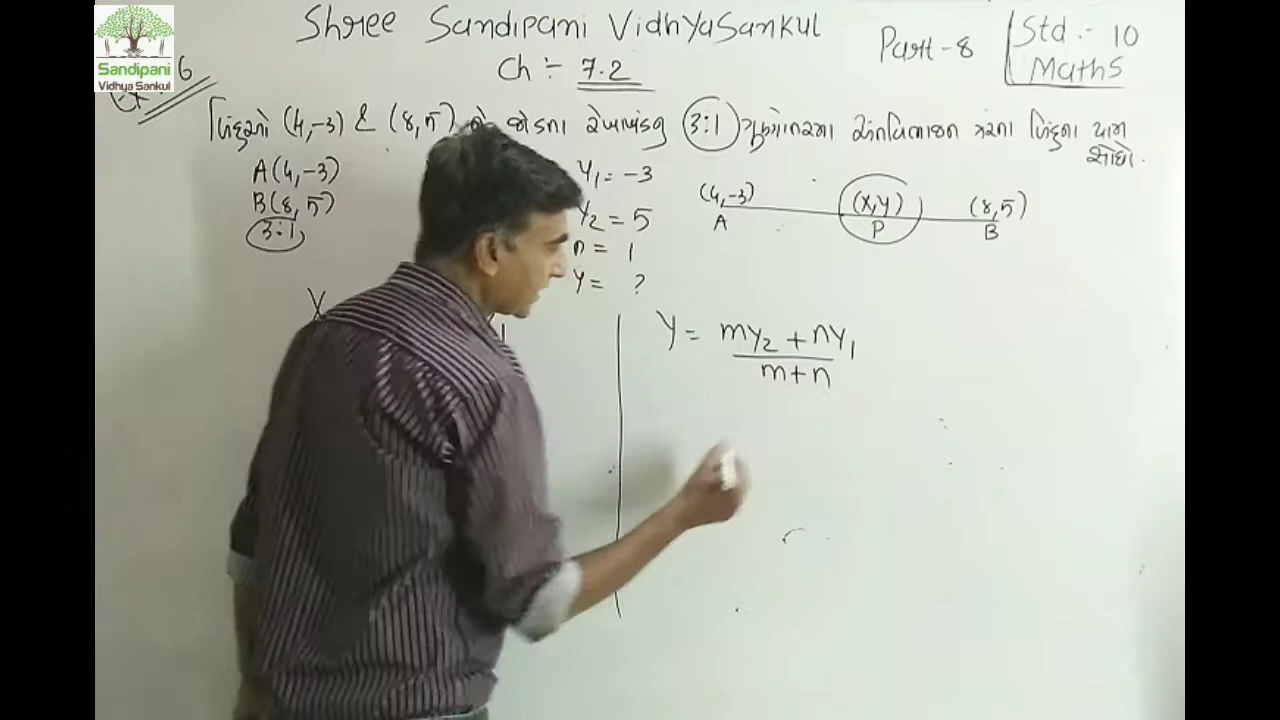 Sandipani
Vidhya Sankul
Shree Sandipani VidhyaSankul
Part-8
Std :- 10
Maths
Ch :- 7.2
Ex 6
બિંદુઓ (4,-3) & (8,5) ને જોડતા રેખાખંડનું 3:1 ગુણોત્તરમાં અંતઃવિભાજન કરતા બિંદુના યામ
શોધો.
A(4,-3)
B(8,5)
3:1
y₁ = -3
y₂ = 5
n = 1
y = ?
(4,-3) (x,y) (8,5)
A P B
X
y = my₂ + ny₁
m+n